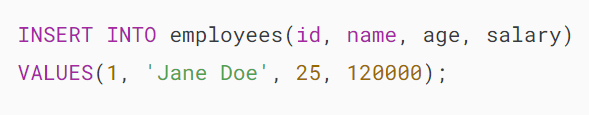 INSERT INTO employees(id, name, age, salary)
VALUES(1, 'Jane Doe', 25, 120000);